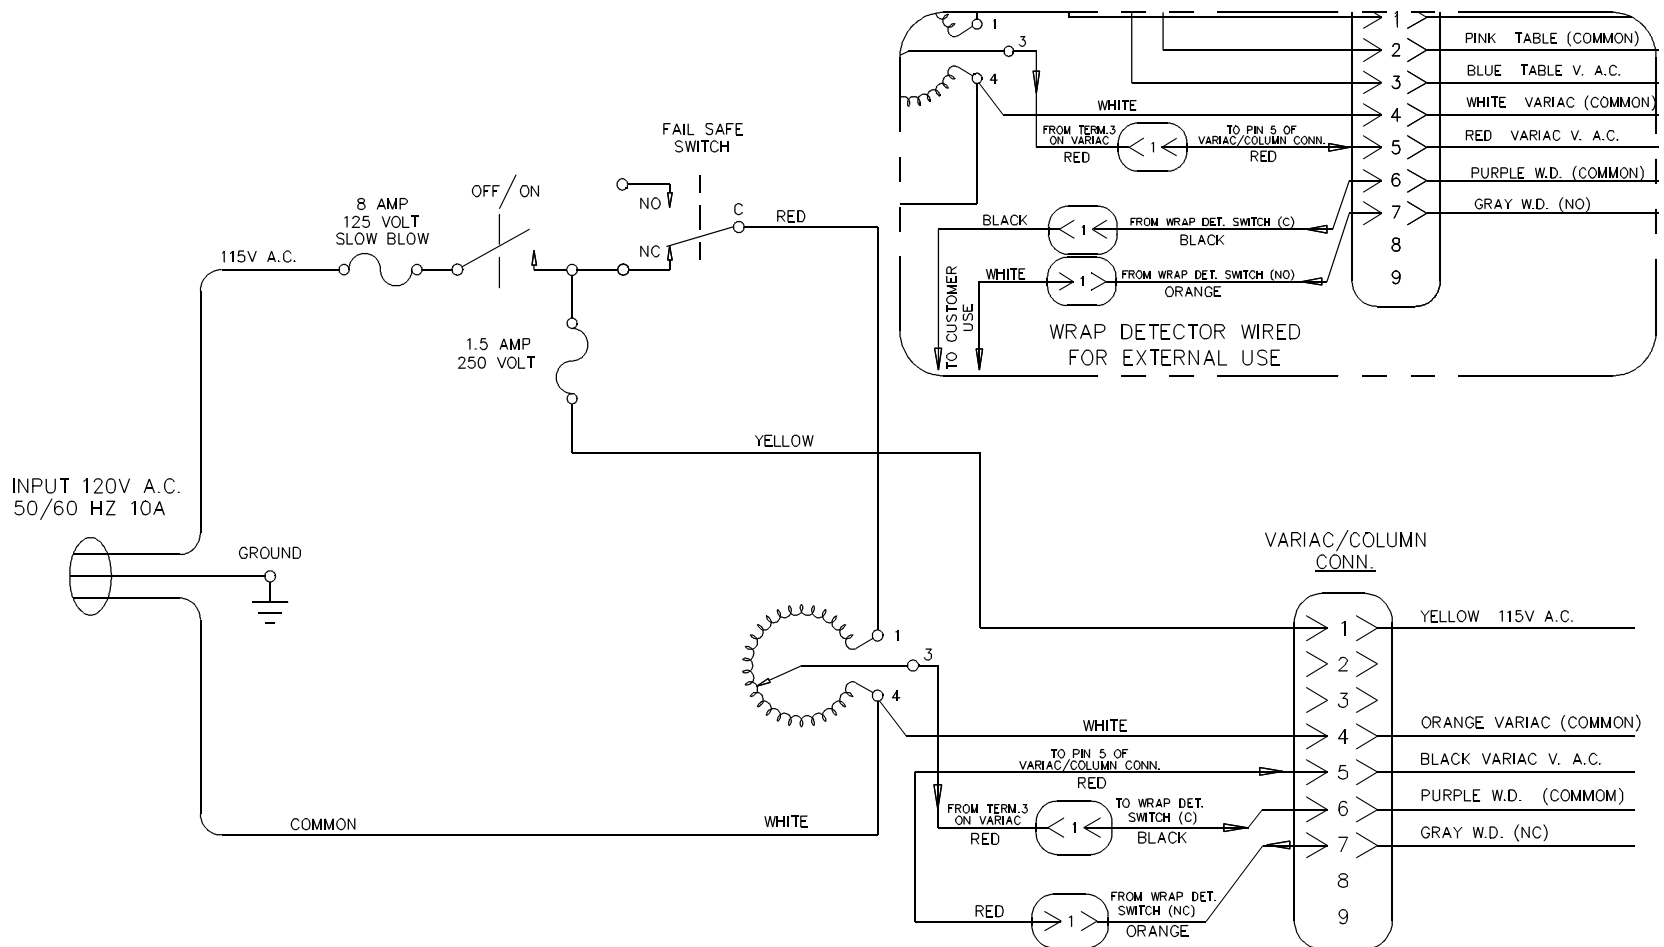 1
3
4
WHITE
FROM TERM.3
ON VARIAC
RED
1
TO PIN 5 OF
VARIAC/COLUMN CONN.
RED
1
2
3
4
5
6
7
8
9
PINK TABLE (COMMON)
BLUE TABLE V. A.C.
WHITE VARIAC (COMMON)
RED VARIAC V. A.C.
PURPLE W.D. (COMMON)
GRAY W.D. (NO)
BLACK
1
FROM WRAP DET. SWITCH (C)
BLACK
WHITE
1
FROM WRAP DET. SWITCH (NO)
ORANGE
TO CUSTOMER
USE
WRAP DETECTOR WIRED
FOR EXTERNAL USE
FAIL SAFE
SWITCH
OFF/ON
8 AMP
125 VOLT
SLOW BLOW
NO
C
RED
NC
115V A.C.
1.5 AMP
250 VOLT
YELLOW
INPUT 120V A.C.
50/60 HZ 10A
GROUND
COMMON
WHITE
1
3
4
WHITE
TO PIN 5 OF
VARIAC/COLUMN CONN.
RED
FROM TERM.3
ON VARIAC
RED
1
TO WRAP DET.
SWITCH (C)
BLACK
RED
1
FROM WRAP DET.
SWITCH (NC)
ORANGE
VARIAC/COLUMN
CONN.
1
2
3
4
5
6
7
8
9
YELLOW 115V A.C.
ORANGE VARIAC (COMMON)
BLACK VARIAC V. A.C.
PURPLE W.D. (COMMOM)
GRAY W.D. (NC)